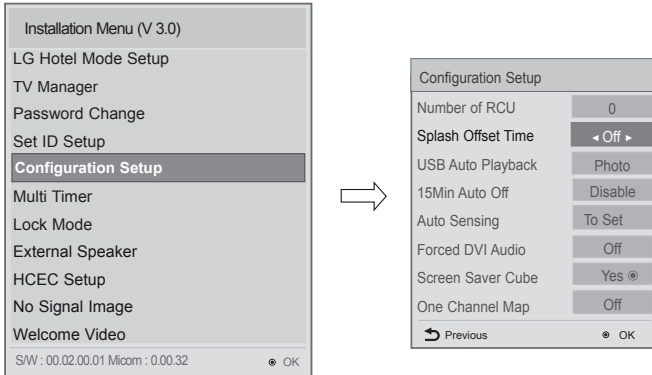 Installation Menu (V 3.0)
LG Hotel Mode Setup
TV Manager
Password Change
Set ID Setup
Configuration Setup
Multi Timer
Lock Mode
External Speaker
HCEC Setup
No Signal Image
Welcome Video
S/W : 00.02.00.01 Micom : 0.00.32 ◉ OK
Configuration Setup
Number of RCU 0
Splash Offset Time ◂ Off ▸
USB Auto Playback Photo
15Min Auto Off Disable
Auto Sensing To Set
Forced DVI Audio Off
Screen Saver Cube Yes ◉
One Channel Map Off
Previous ◉ OK